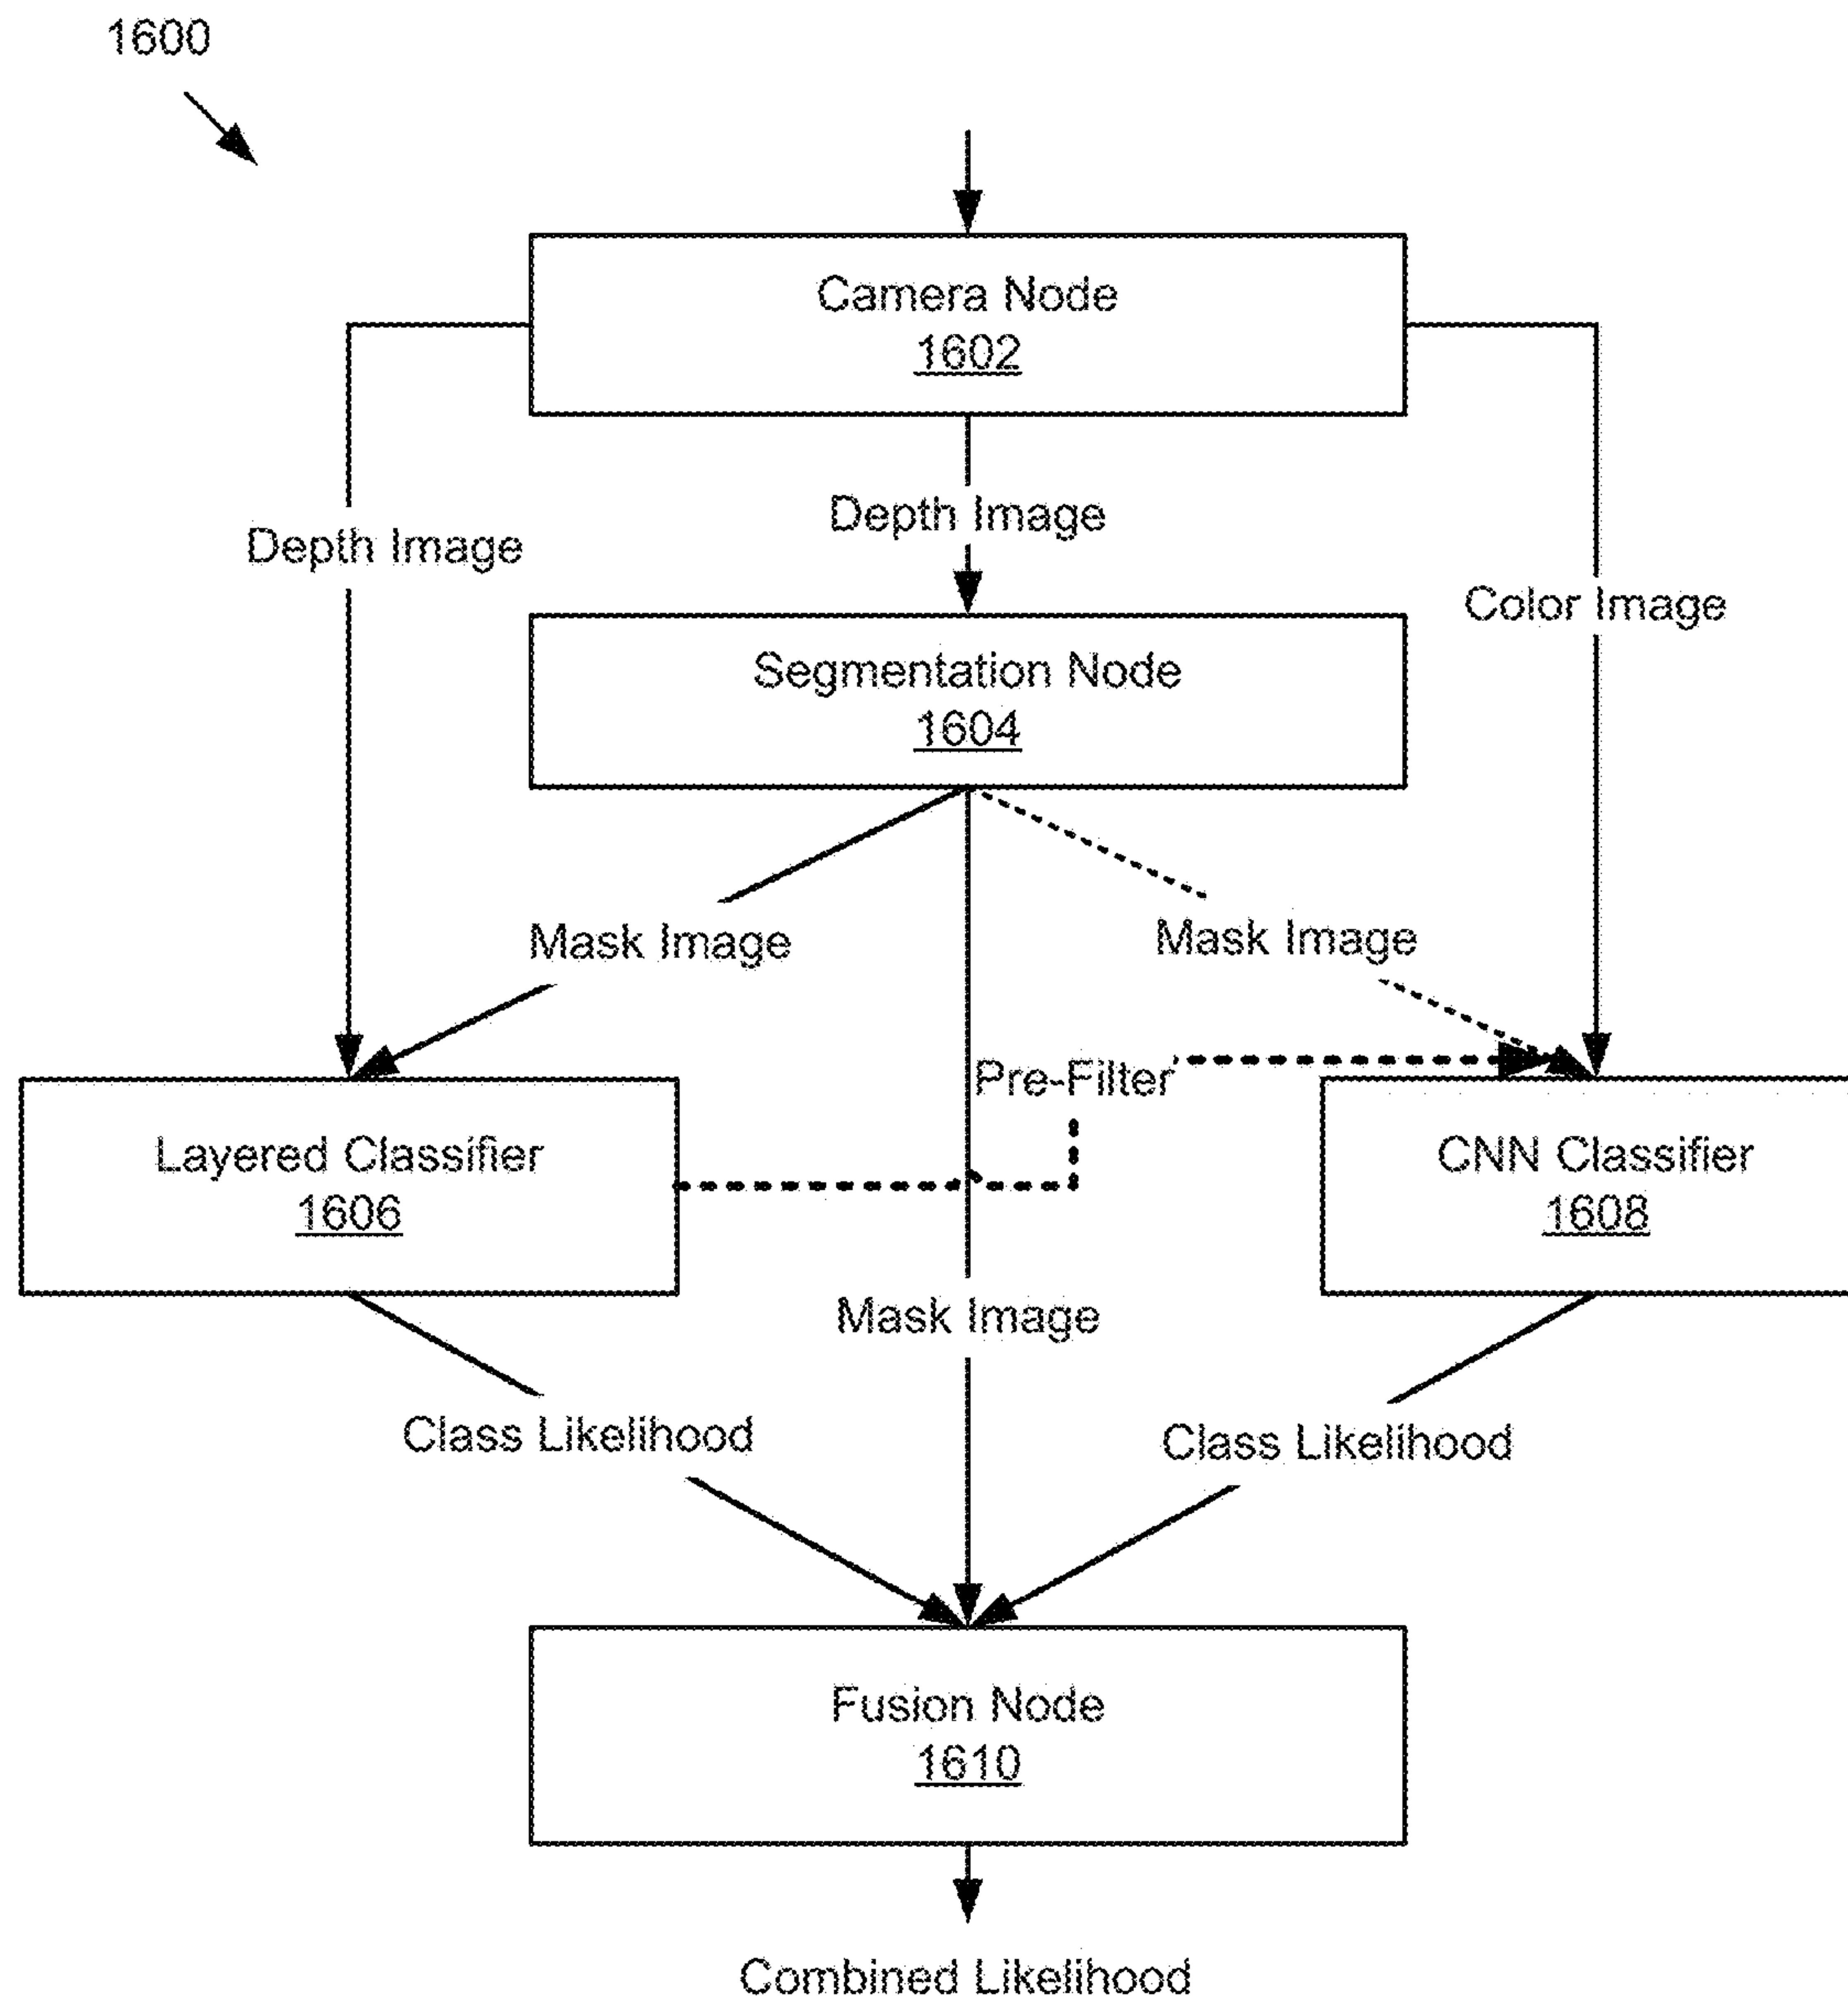 1600
Camera Node
1602
Depth Image
Depth Image
Color Image
Segmentation Node
1604
Mask Image
Mask Image
Pre-Filter
Layered Classifier
1606
CNN Classifier
1608
Mask Image
Class Likelihood
Class Likelihood
Fusion Node
1610
Combined Likelihood